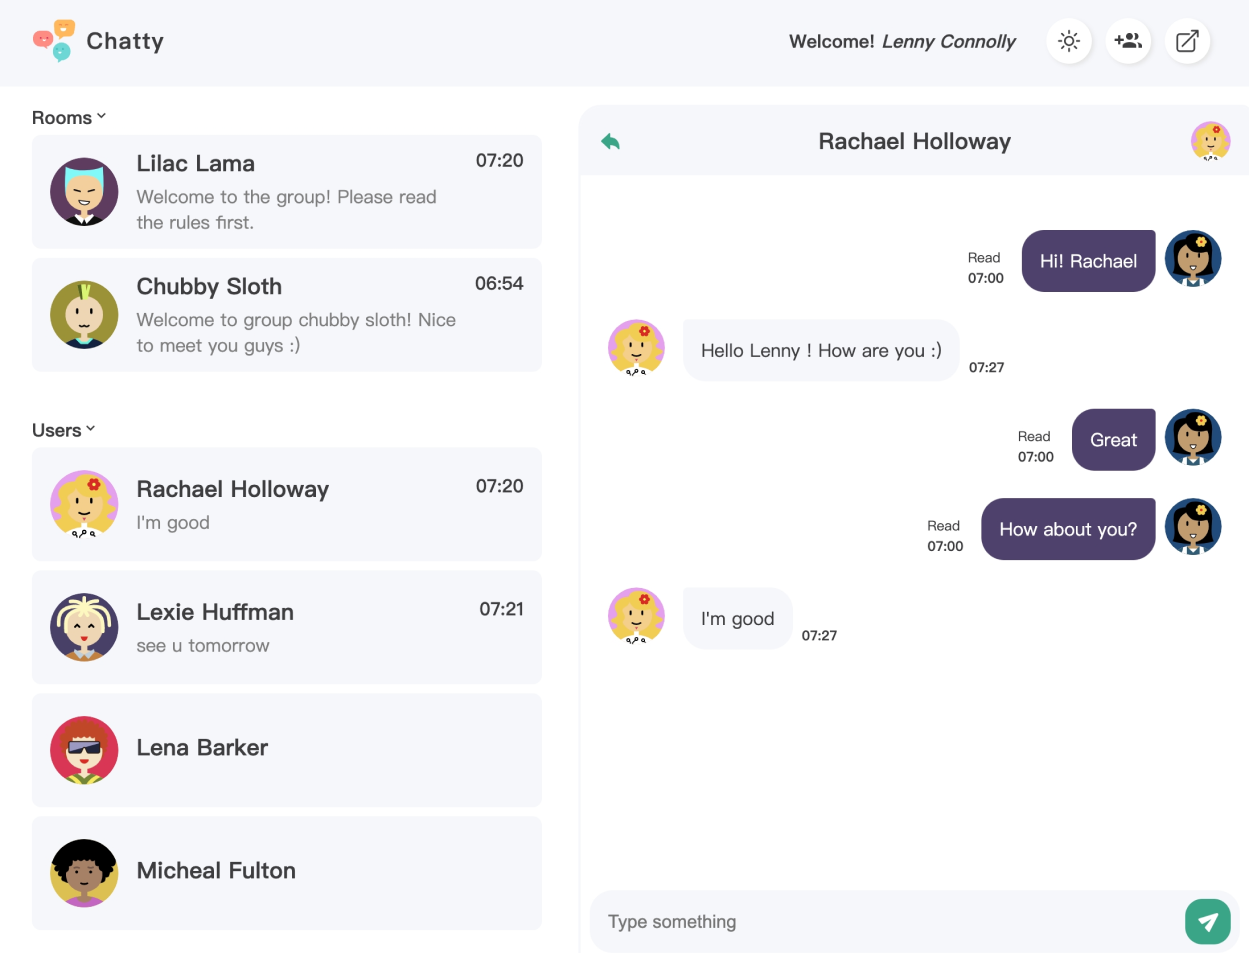 Chatty
Welcome! Lenny Connolly
Rooms
Lilac Lama
07:20
Welcome to the group! Please read
the rules first.
Chubby Sloth
06:54
Welcome to group chubby sloth! Nice
to meet you guys :)
Users
Rachael Holloway
07:20
I'm good
Lexie Huffman
07:21
see u tomorrow
Lena Barker
Micheal Fulton
Rachael Holloway
Read
07:00
Hi! Rachael
Hello Lenny ! How are you :)
07:27
Read
07:00
Great
Read
07:00
How about you?
I'm good
07:27
Type something